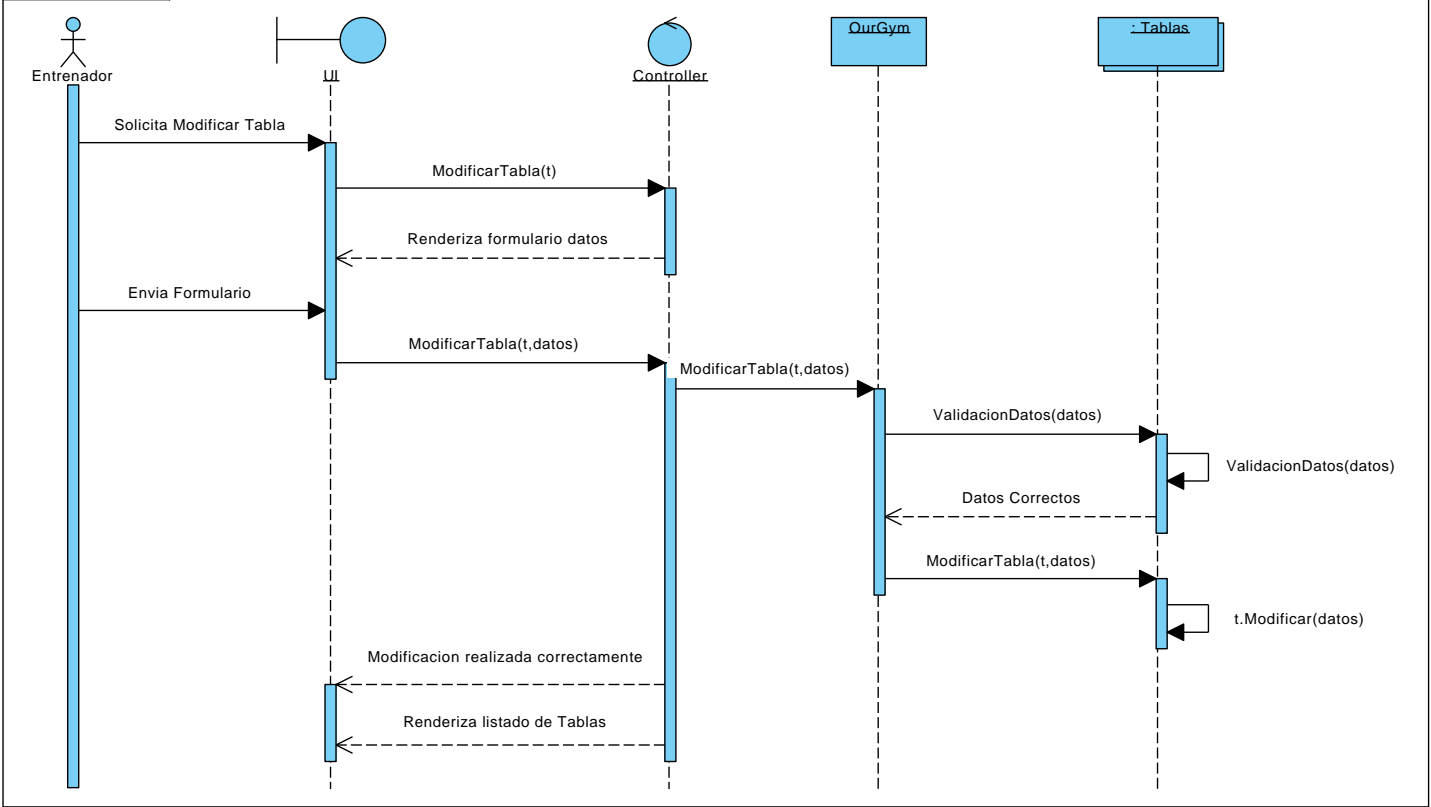 OurGym
: Tablas
Entrenador
UI
Controller
Solicita Modificar Tabla
ModificarTabla(t)
Renderiza formulario datos
Envia Formulario
ModificarTabla(t,datos)
ModificarTabla(t,datos)
ValidacionDatos(datos)
ValidacionDatos(datos)
Datos Correctos
ModificarTabla(t,datos)
t.Modificar(datos)
Modificacion realizada correctamente
Renderiza listado de Tablas